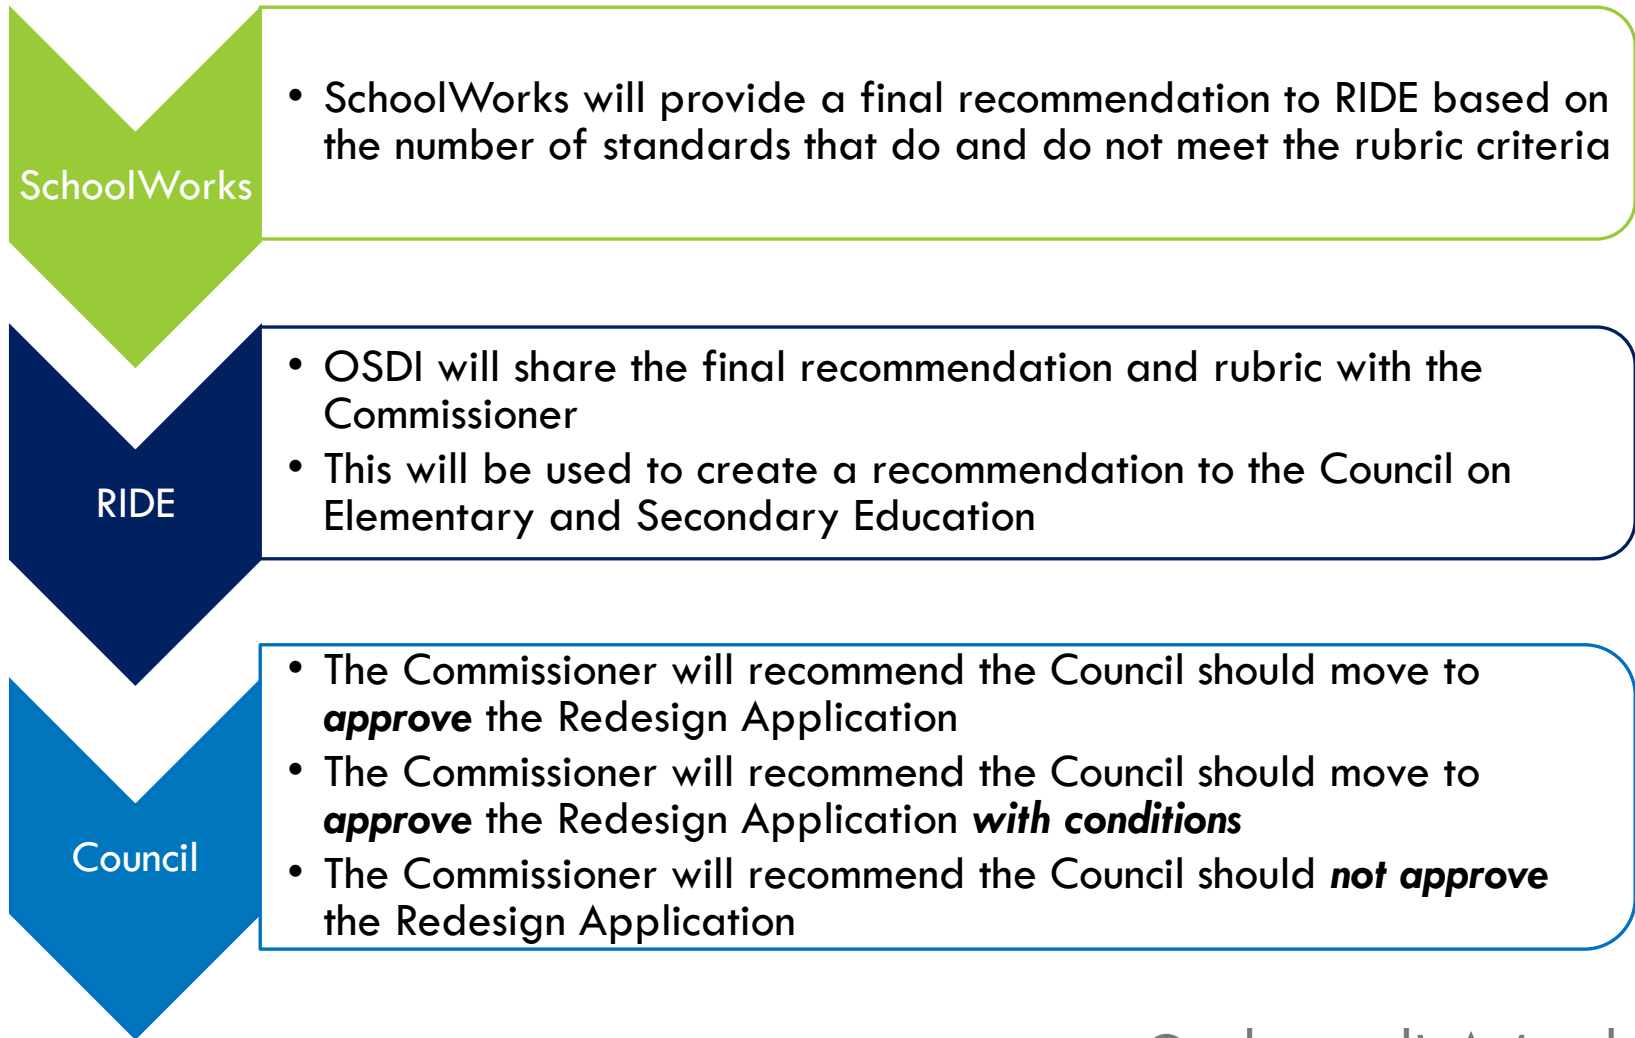 SchoolWorks
• SchoolWorks will provide a final recommendation to RIDE based on
the number of standards that do and do not meet the rubric criteria
RIDE
• OSDI will share the final recommendation and rubric with the
Commissioner
• This will be used to create a recommendation to the Council on
Elementary and Secondary Education
Council
• The Commissioner will recommend the Council should move to
approve the Redesign Application
• The Commissioner will recommend the Council should move to
approve the Redesign Application with conditions
• The Commissioner will recommend the Council should not approve
the Redesign Application